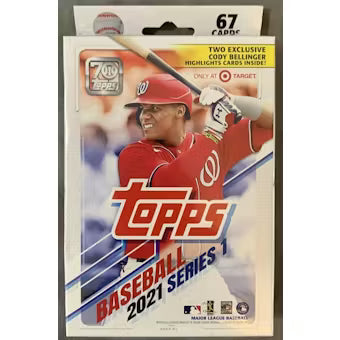 67
CARDS
TWO EXCLUSIVE
CODY BELLINGER
HIGHLIGHTS CARDS INSIDE!
ONLY AT TARGET
70
TOPPS
W
W
TOPPS
BASEBALL
2021 SERIES 1
MAJOR LEAGUE BASEBALL